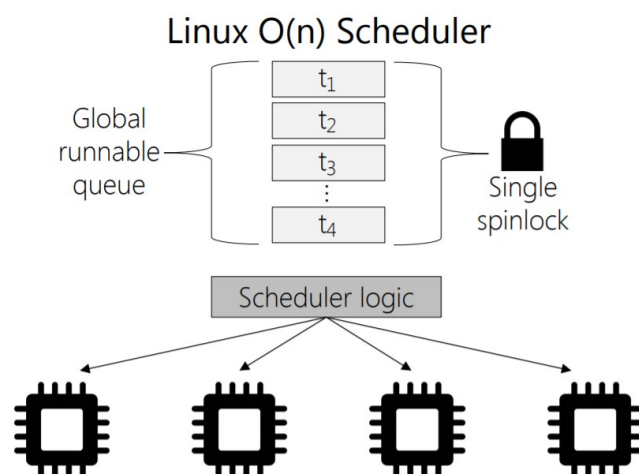 Linux O(n) Scheduler
Global
runnable
queue
t₁
t₂
t₃
⋮
t₄
Single
spinlock
Scheduler logic